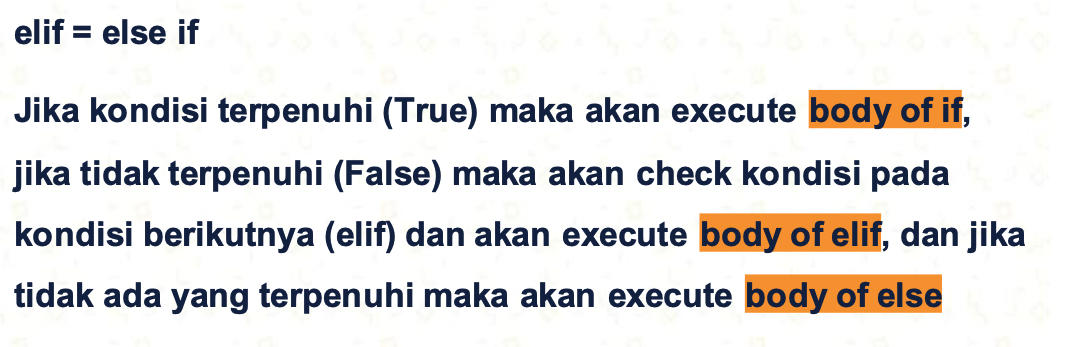 elif = else if
Jika kondisi terpenuhi (True) maka akan execute body of if,
jika tidak terpenuhi (False) maka akan check kondisi pada
kondisi berikutnya (elif) dan akan execute body of elif, dan jika
tidak ada yang terpenuhi maka akan execute body of else